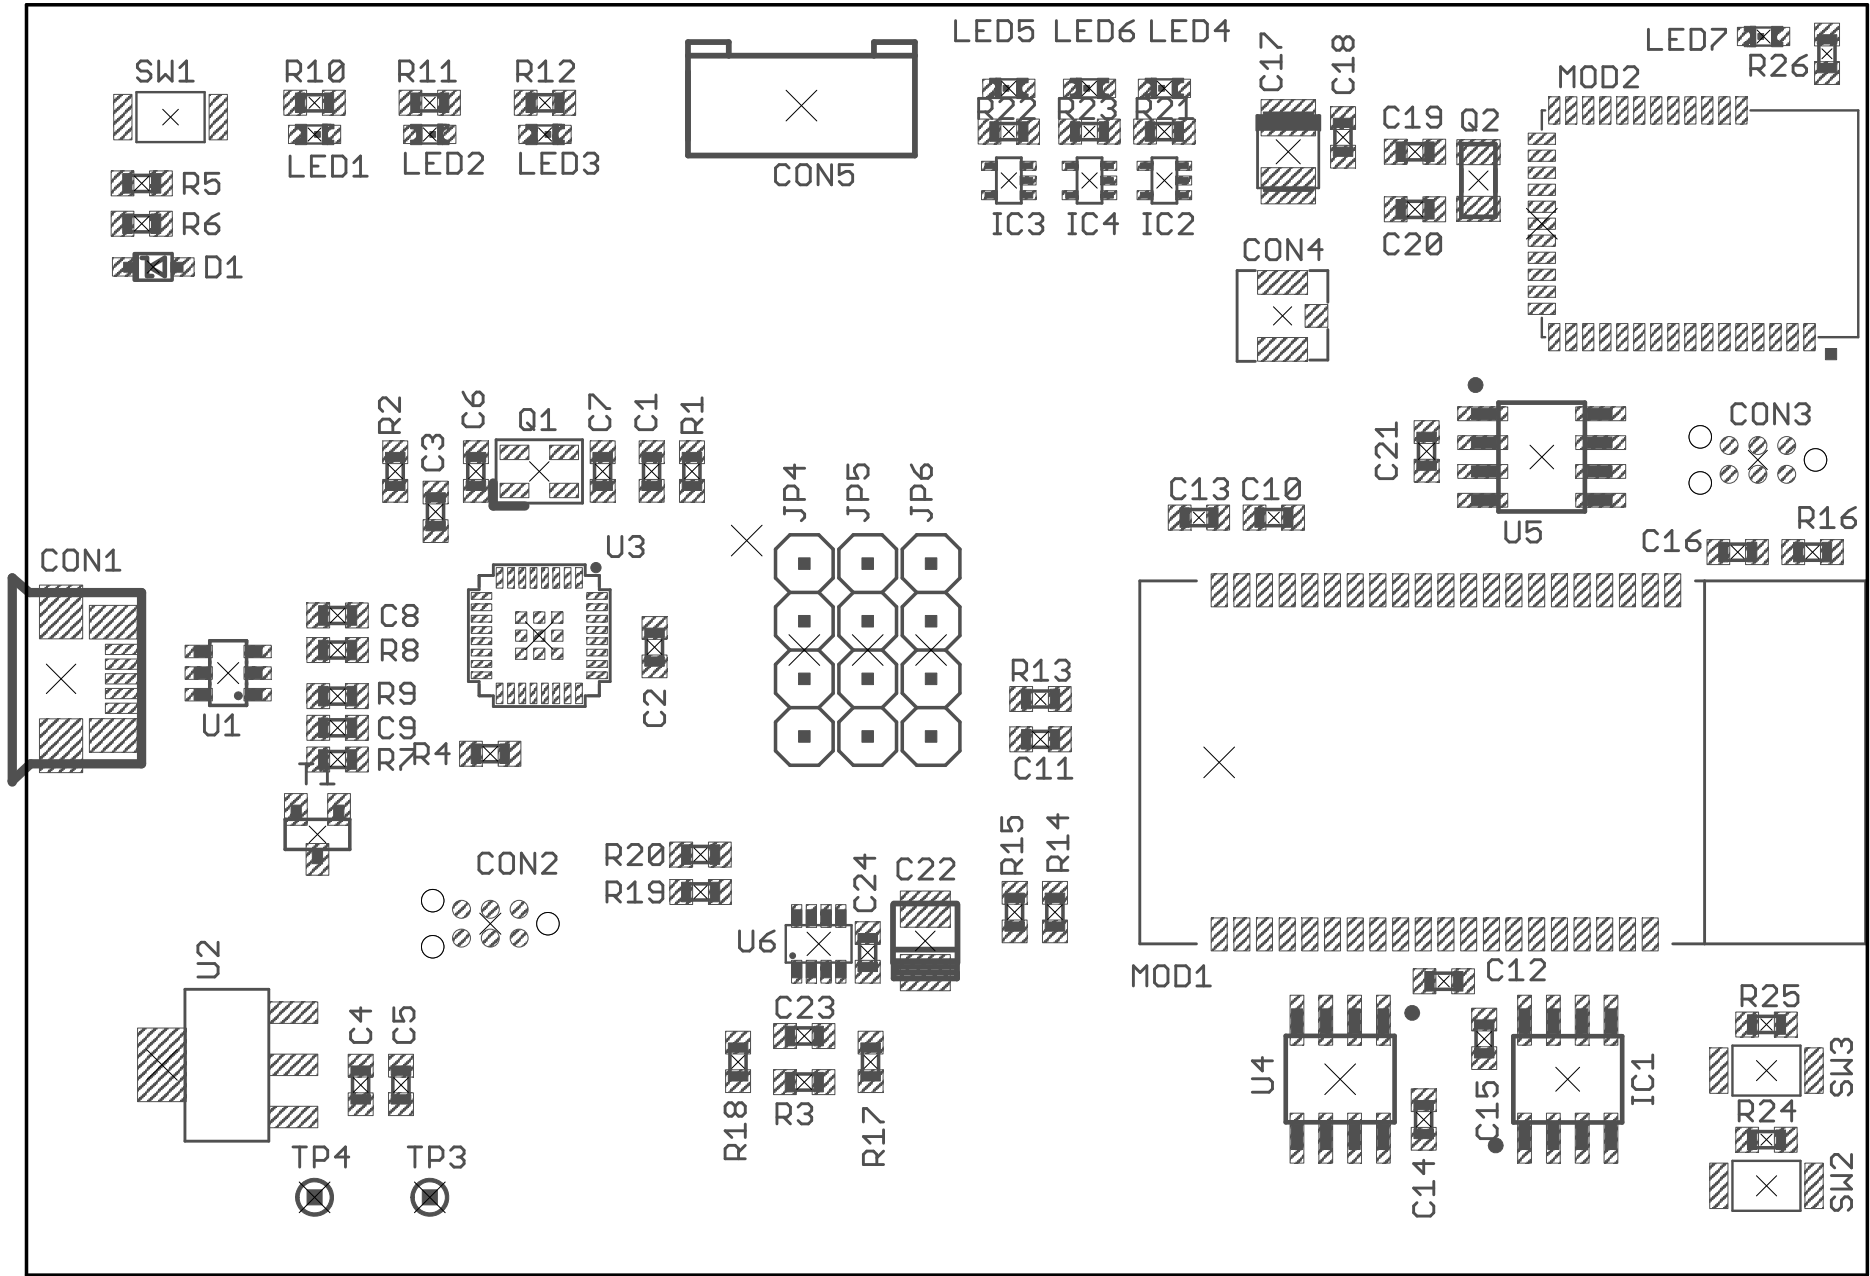 LED5 LED6 LED4
LED7
R26
SW1 R10 R11 R12
C17
C18
MOD2
R22 R23 R21
C19 Q2
LED1 LED2 LED3
CON5
R5
R6
IC3 IC4 IC2
C20
CON4
D1
R2
C3
C6
Q1
C7
C1
R1
JP4
JP5
JP6
C21
CON3
C13 C10
U5
R16
C16
CON1
U3
C8
R8
R9
C9
R7
U1
T1
R4
C2
R13
C11
R20
R19
CON2
C24
C22
R15
R14
U6
U2
MOD1
C12
C4
C5
C23
R25
U4
C15
IC1
SW3
R18
R3
R17
R24
TP4 TP3
C14
SW2